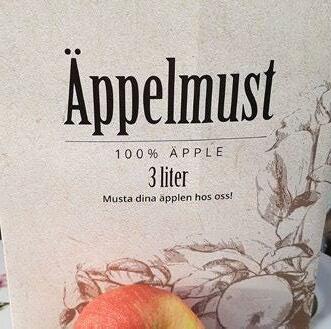 Äppelmust
100% ÄPPLE
3 liter
Musta dina äpplen hos oss!